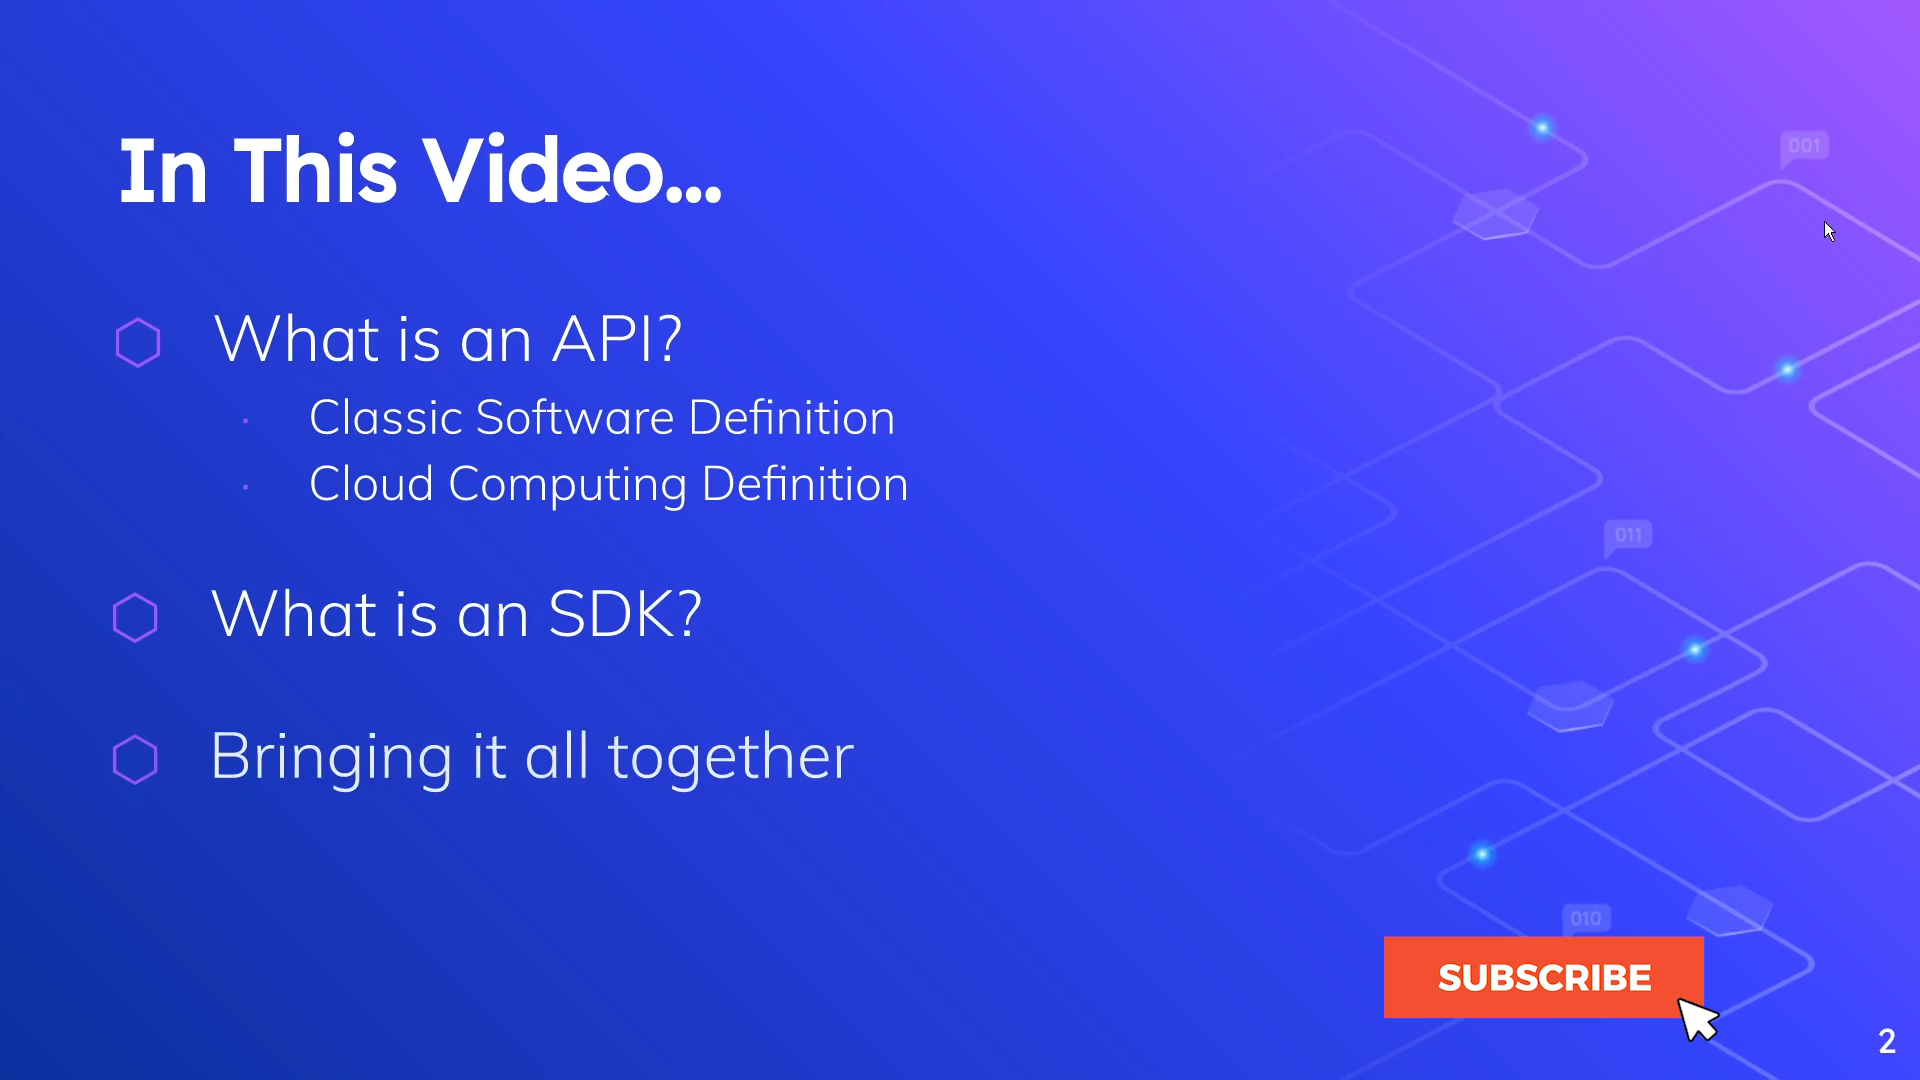 In This Video...
001
What is an API?
Classic Software Definition
Cloud Computing Definition
011
What is an SDK?
Bringing it all together
010
SUBSCRIBE
2